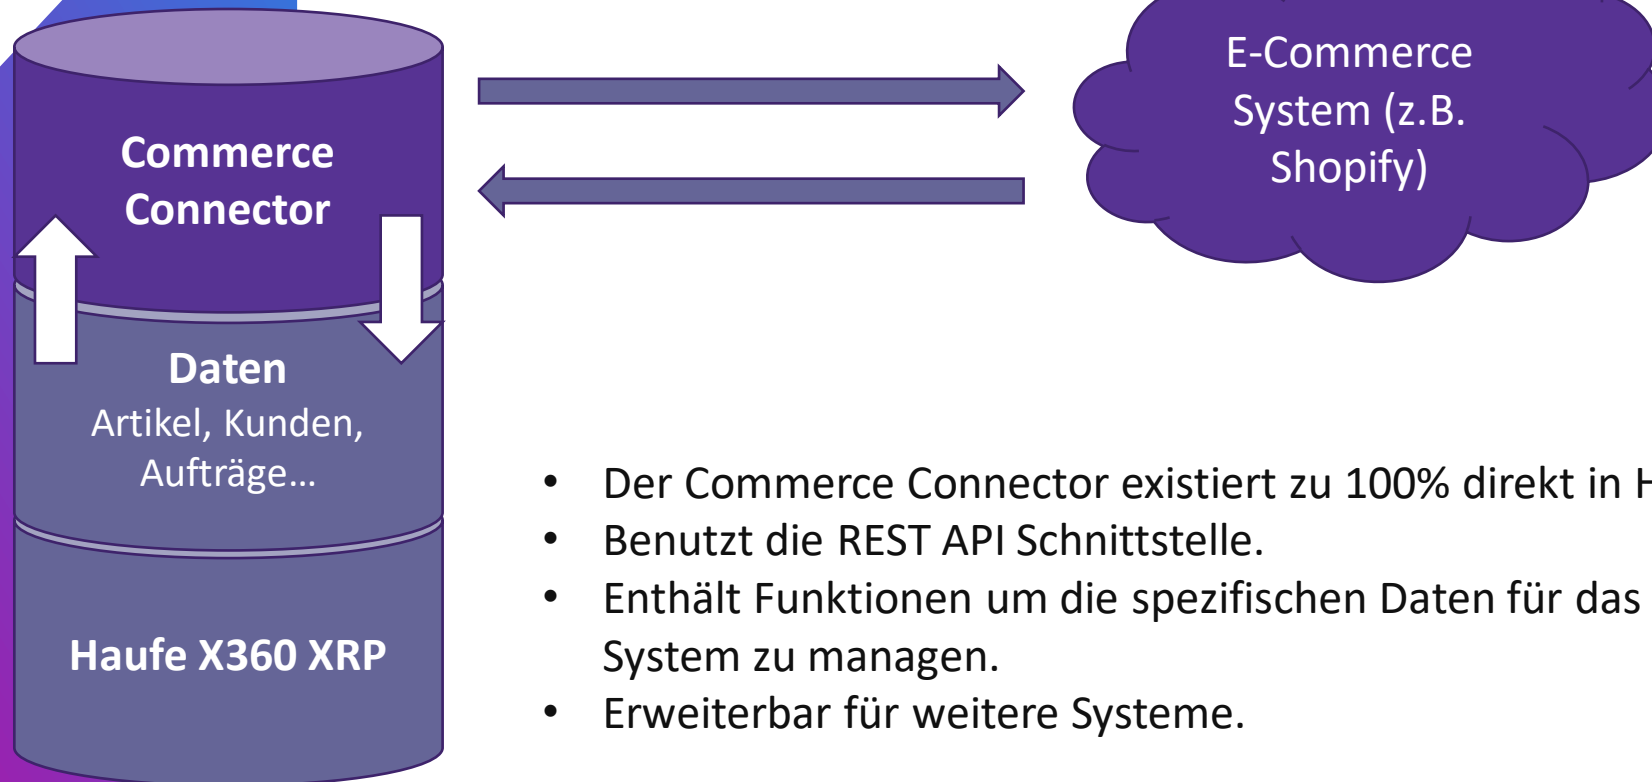 Commerce
Connector
E-Commerce
System (z.B.
Shopify)
Daten
Artikel, Kunden,
Aufträge...
Haufe X360 XRP
• Der Commerce Connector existiert zu 100% direkt in
• Benutzt die REST API Schnittstelle.
• Enthält Funktionen um die spezifischen Daten für das
System zu managen.
• Erweiterbar für weitere Systeme.